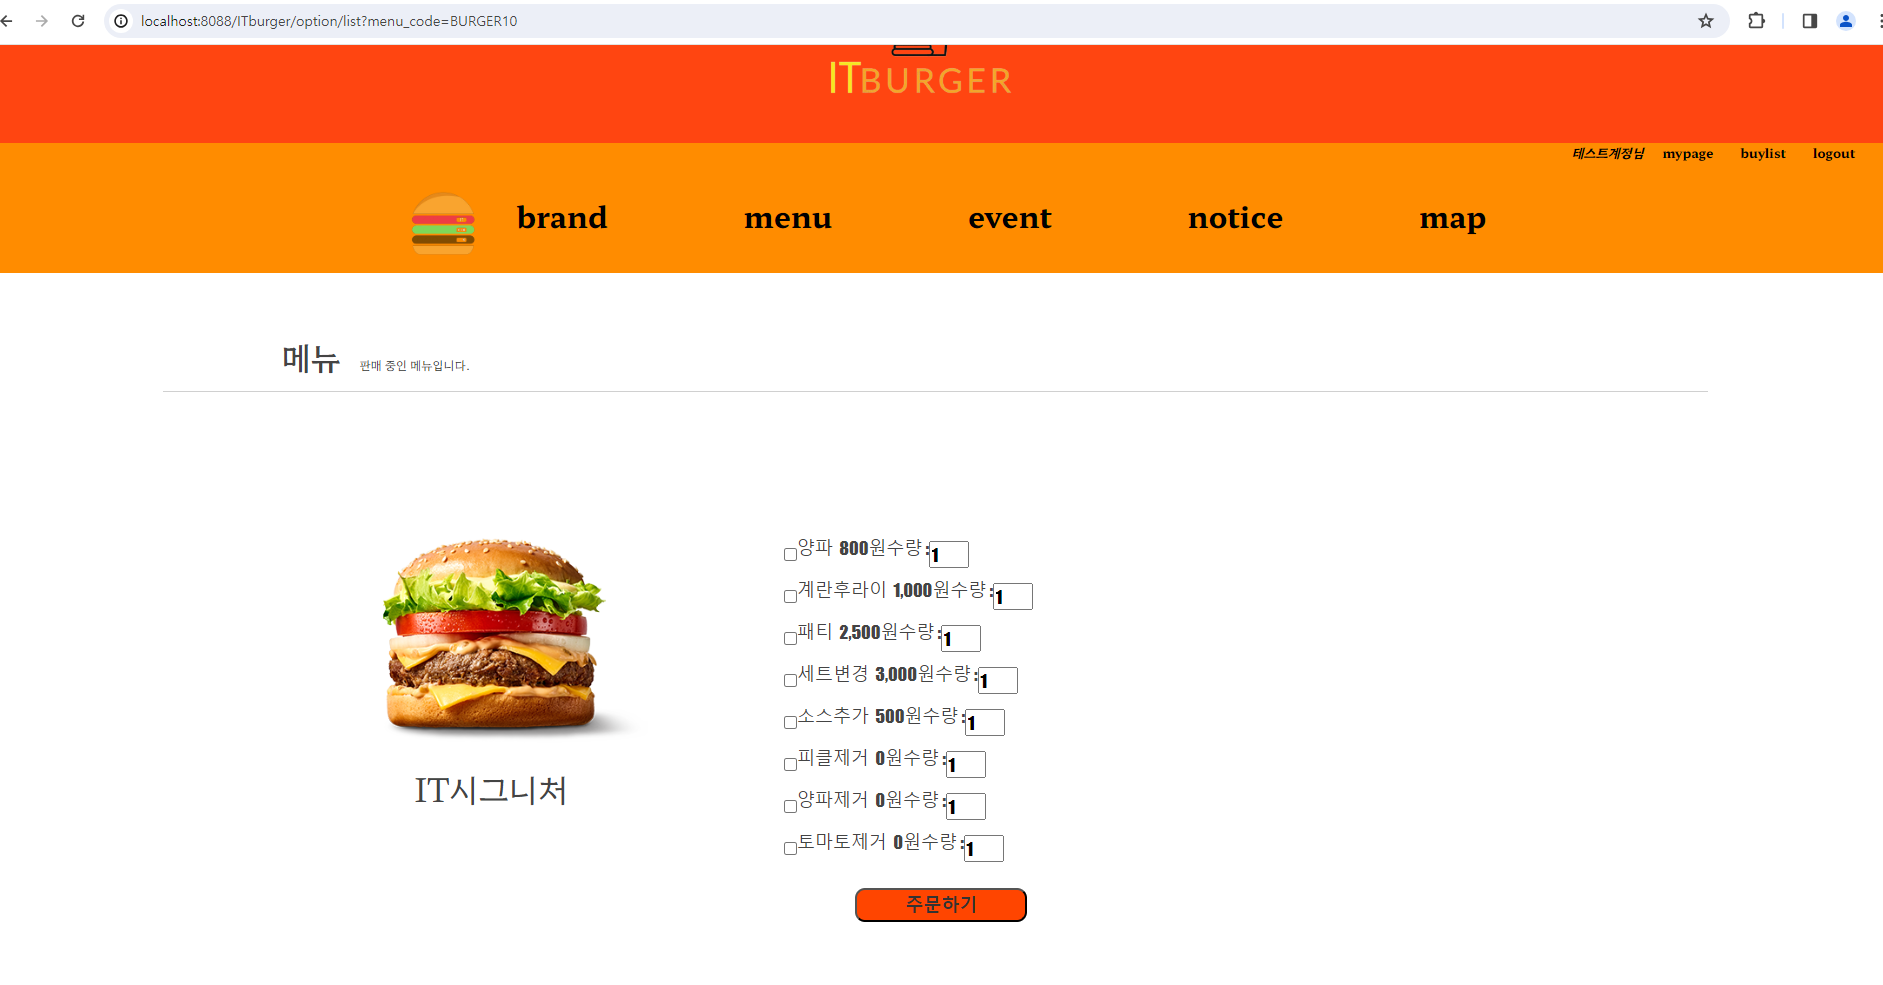 localhost:8088/ITburger/option/list?menu_code=BURGER10
ITBURGER
테스트계정님 mypage buylist logout
brand menu event notice map
메뉴 판매 중인 메뉴입니다.
양파 800원수량:1
계란후라이 1,000원수량:1
패티 2,500원수량:1
세트변경 3,000원수량:1
소스추가 500원수량:1
피클제거 0원수량:1
양파제거 0원수량:1
토마토제거 0원수량:1
IT시그니처
주문하기